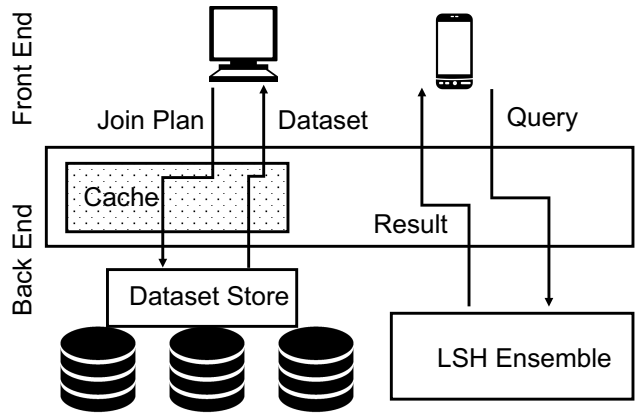 Front End
Join Plan
Dataset
Query
Cache
Result
Back End
Dataset Store
LSH Ensemble